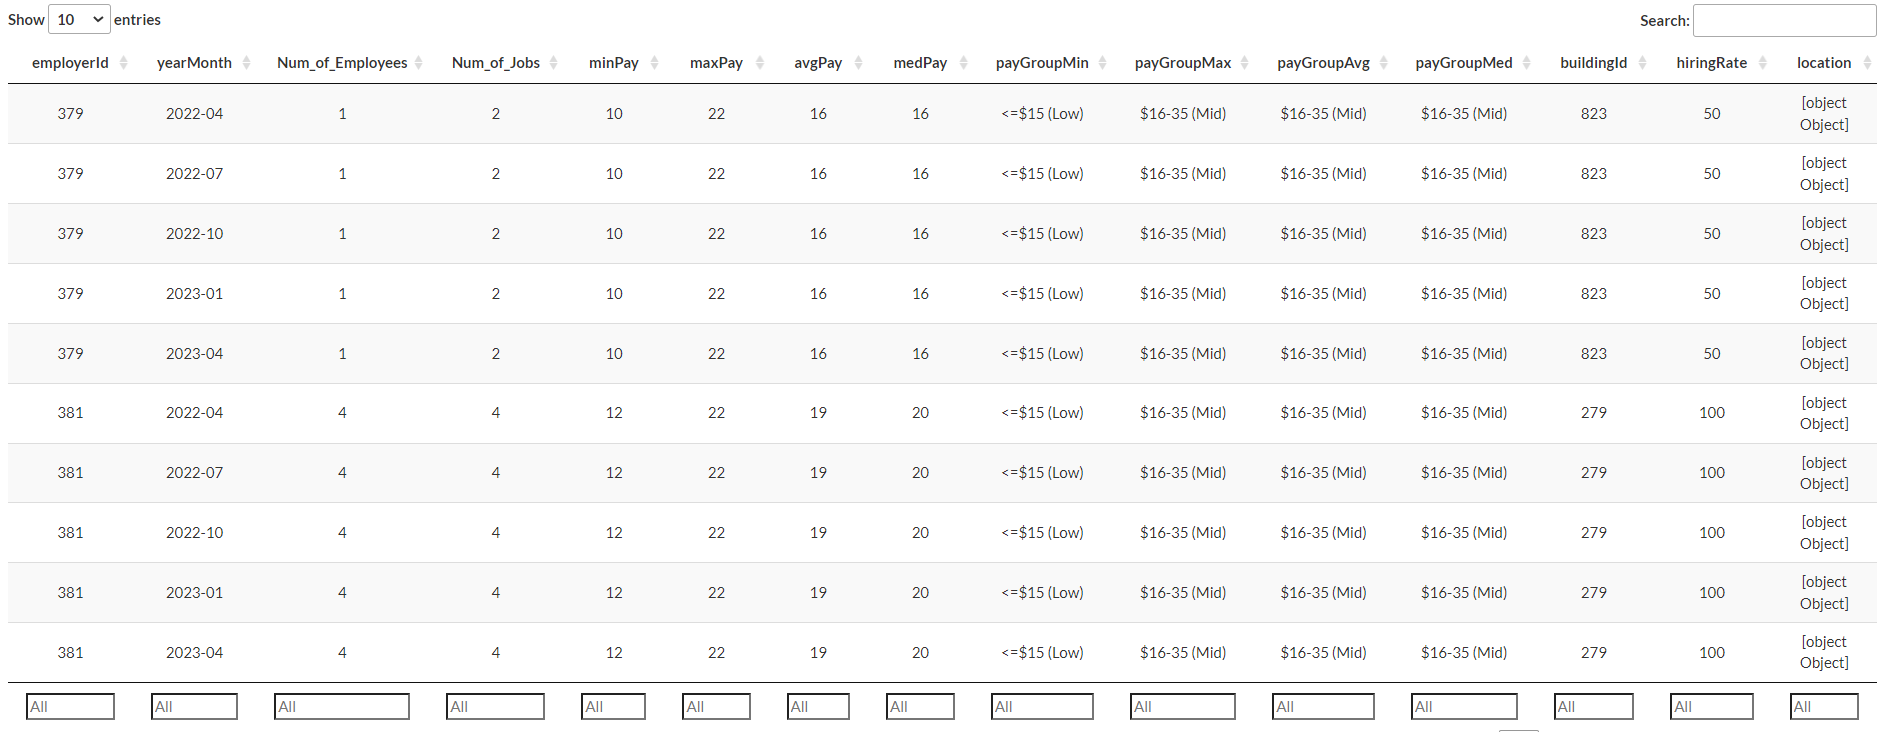 Show 10 entries Search:
employerId yearMonth Num_of_Employees Num_of_Jobs minPay maxPay avgPay medPay payGroupMin payGroupMax payGroupAvg payGroupMed buildingId hiringRate location
379 2022-04 1 2 10 22 16 16 <=$15 (Low) $16-35 (Mid) $16-35 (Mid) $16-35 (Mid) 823 50 [object Object]
379 2022-07 1 2 10 22 16 16 <=$15 (Low) $16-35 (Mid) $16-35 (Mid) $16-35 (Mid) 823 50 [object Object]
379 2022-10 1 2 10 22 16 16 <=$15 (Low) $16-35 (Mid) $16-35 (Mid) $16-35 (Mid) 823 50 [object Object]
379 2023-01 1 2 10 22 16 16 <=$15 (Low) $16-35 (Mid) $16-35 (Mid) $16-35 (Mid) 823 50 [object Object]
379 2023-04 1 2 10 22 16 16 <=$15 (Low) $16-35 (Mid) $16-35 (Mid) $16-35 (Mid) 823 50 [object Object]
381 2022-04 4 4 12 22 19 20 <=$15 (Low) $16-35 (Mid) $16-35 (Mid) $16-35 (Mid) 279 100 [object Object]
381 2022-07 4 4 12 22 19 20 <=$15 (Low) $16-35 (Mid) $16-35 (Mid) $16-35 (Mid) 279 100 [object Object]
381 2022-10 4 4 12 22 19 20 <=$15 (Low) $16-35 (Mid) $16-35 (Mid) $16-35 (Mid) 279 100 [object Object]
381 2023-01 4 4 12 22 19 20 <=$15 (Low) $16-35 (Mid) $16-35 (Mid) $16-35 (Mid) 279 100 [object Object]
381 2023-04 4 4 12 22 19 20 <=$15 (Low) $16-35 (Mid) $16-35 (Mid) $16-35 (Mid) 279 100 [object Object]
All All All All All All All All All All All All All All All